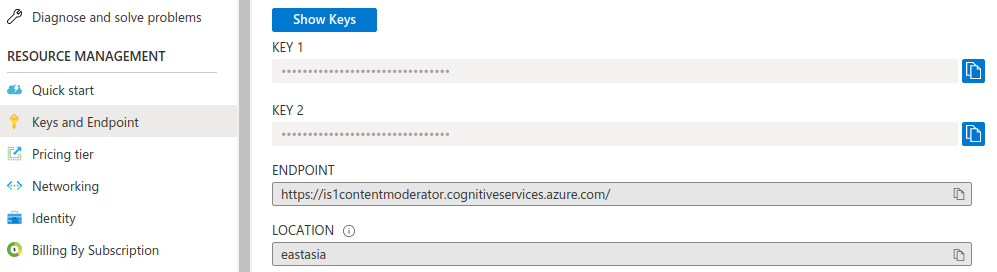 Diagnose and solve problems
RESOURCE MANAGEMENT
Quick start
Keys and Endpoint
Pricing tier
Networking
Identity
Billing By Subscription
Show Keys
KEY 1
••••••••••••••••••••••••••••••••
KEY 2
••••••••••••••••••••••••••••••••
ENDPOINT
https://is1contentmoderator.cognitiveservices.azure.com/
LOCATION
eastasia